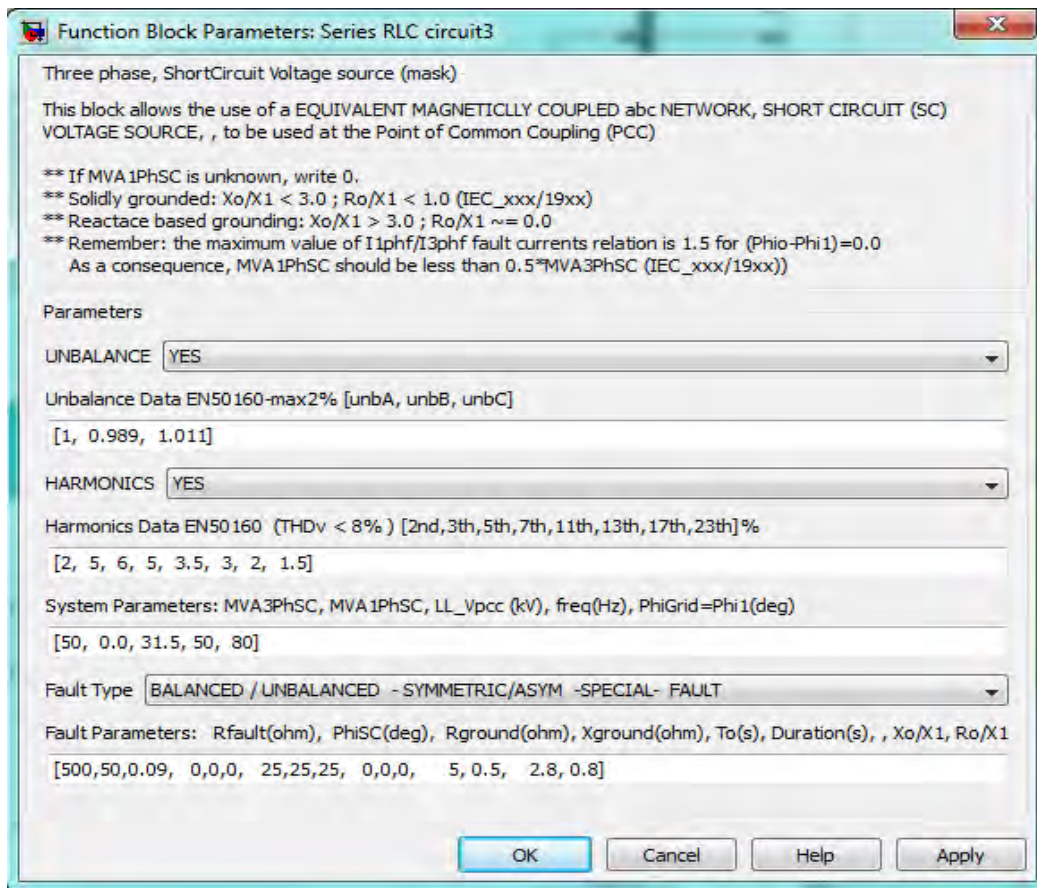 Function Block Parameters: Series RLC circuit3
Three phase, ShortCircuit Voltage source (mask)
This block allows the use of a EQUIVALENT MAGNETICLLY COUPLED abc NETWORK, SHORT CIRCUIT (SC)
VOLTAGE SOURCE, , to be used at the Point of Common Coupling (PCC)
** If MVA1PhSC is unknown, write 0.
** Solidly grounded: Xo/X1 < 3.0 ; Ro/X1 < 1.0 (IEC_xxx/19xx)
** Reactace based grounding: Xo/X1 > 3.0 ; Ro/X1 ~= 0.0
** Remember: the maximum value of I1phf/I3phf fault currents relation is 1.5 for (Phio-Phi1)=0.0
As a consequence, MVA1PhSC should be less than 0.5*MVA3PhSC (IEC_xxx/19xx))
Parameters
UNBALANCE YES
Unbalance Data EN50160-max2% [unbA, unbB, unbC]
[1, 0.989, 1.011]
HARMONICS YES
Harmonics Data EN50160 (THDv < 8% ) [2nd,3th,5th,7th,11th,13th,17th,23th]%
[2, 5, 6, 5, 3.5, 3, 2, 1.5]
System Parameters: MVA3PhSC, MVA1PhSC, LL_Vpcc (kV), freq(Hz), PhiGrid=Phi1(deg)
[50, 0.0, 31.5, 50, 80]
Fault Type BALANCED / UNBALANCED - SYMMETRIC/ASYM -SPECIAL- FAULT
Fault Parameters: Rfault(ohm), PhiSC(deg), Rground(ohm), Xground(ohm), To(s), Duration(s), , Xo/X1, Ro/X1
[500,50,0.09, 0,0,0, 25,25,25, 0,0,0, 5, 0.5, 2.8, 0.8]
OK Cancel Help Apply